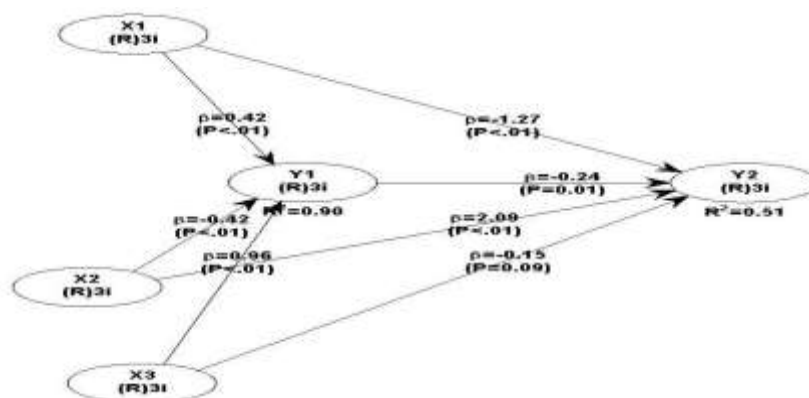 X1
(R)3i
β=0.42
(P<.01)
β=-1.27
(P<.01)
Y1
(R)3i
R²=0.90
β=-0.24
(P=0.01)
Y2
(R)3i
R²=0.51
β=-0.42
(P<.01)
β=2.09
(P<.01)
β=0.96
(P<.01)
β=-0.15
(P=0.09)
X2
(R)3i
X3
(R)3i